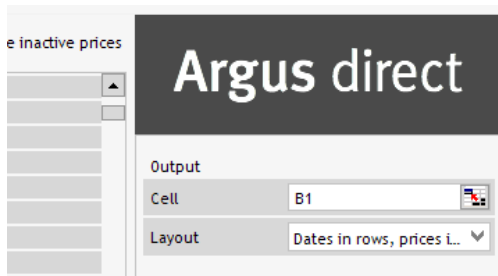 e inactive prices
Argus direct
Output
Cell B1
Layout Dates in rows, prices i...